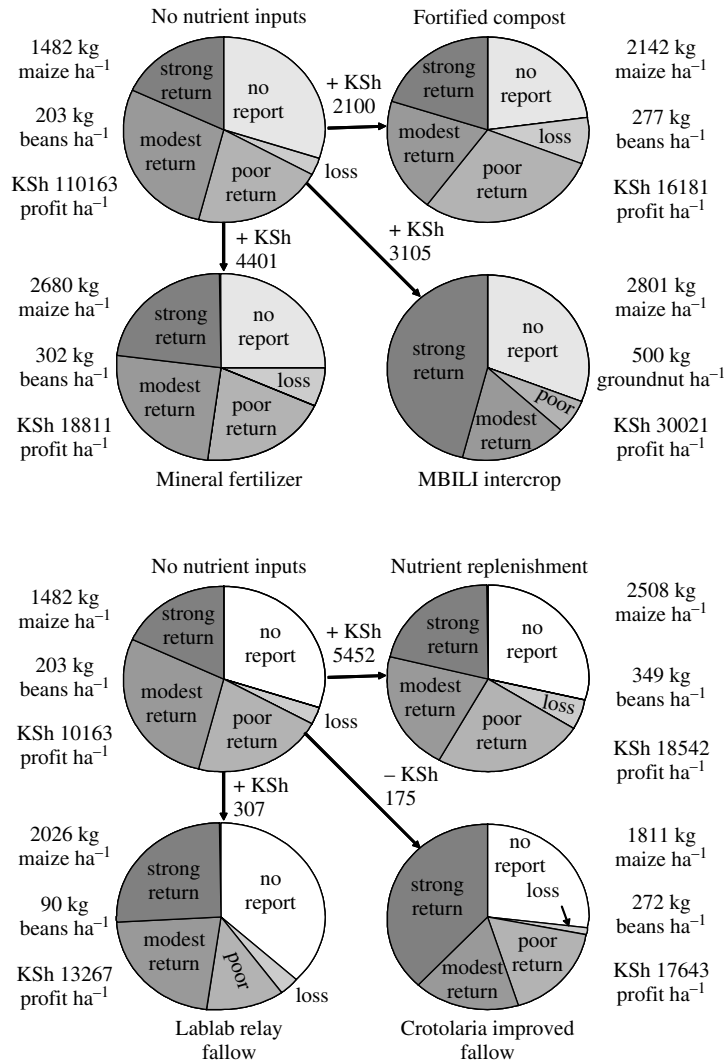 No nutrient inputs
1482 kg
maize ha⁻¹
203 kg
beans ha⁻¹
KSh 110163
profit ha⁻¹
strong
return
no
report
modest
return
poor
return
loss
+ KSh
2100
Fortified compost
strong
return
no
report
modest
return
loss
poor
return
2142 kg
maize ha⁻¹
277 kg
beans ha⁻¹
KSh 16181
profit ha⁻¹
+ KSh
4401
+ KSh
3105
2680 kg
maize ha⁻¹
302 kg
beans ha⁻¹
KSh 18811
profit ha⁻¹
strong
return
no
report
modest
return
loss
poor
return
Mineral fertilizer
strong
return
no
report
poor
modest
return
MBILI intercrop
2801 kg
maize ha⁻¹
500 kg
groundnut ha⁻¹
KSh 30021
profit ha⁻¹
No nutrient inputs
1482 kg
maize ha⁻¹
203 kg
beans ha⁻¹
KSh 10163
profit ha⁻¹
strong
return
no
report
modest
return
poor
return
loss
+ KSh
5452
Nutrient replenishment
strong
return
no
report
modest
return
loss
poor
return
2508 kg
maize ha⁻¹
349 kg
beans ha⁻¹
KSh 18542
profit ha⁻¹
+ KSh
307
− KSh
175
2026 kg
maize ha⁻¹
90 kg
beans ha⁻¹
KSh 13267
profit ha⁻¹
strong
return
no
report
modest
return
poor
loss
Lablab relay
fallow
strong
return
no
report
loss
poor
return
modest
return
Crotolaria improved
fallow
1811 kg
maize ha⁻¹
272 kg
beans ha⁻¹
KSh 17643
profit ha⁻¹